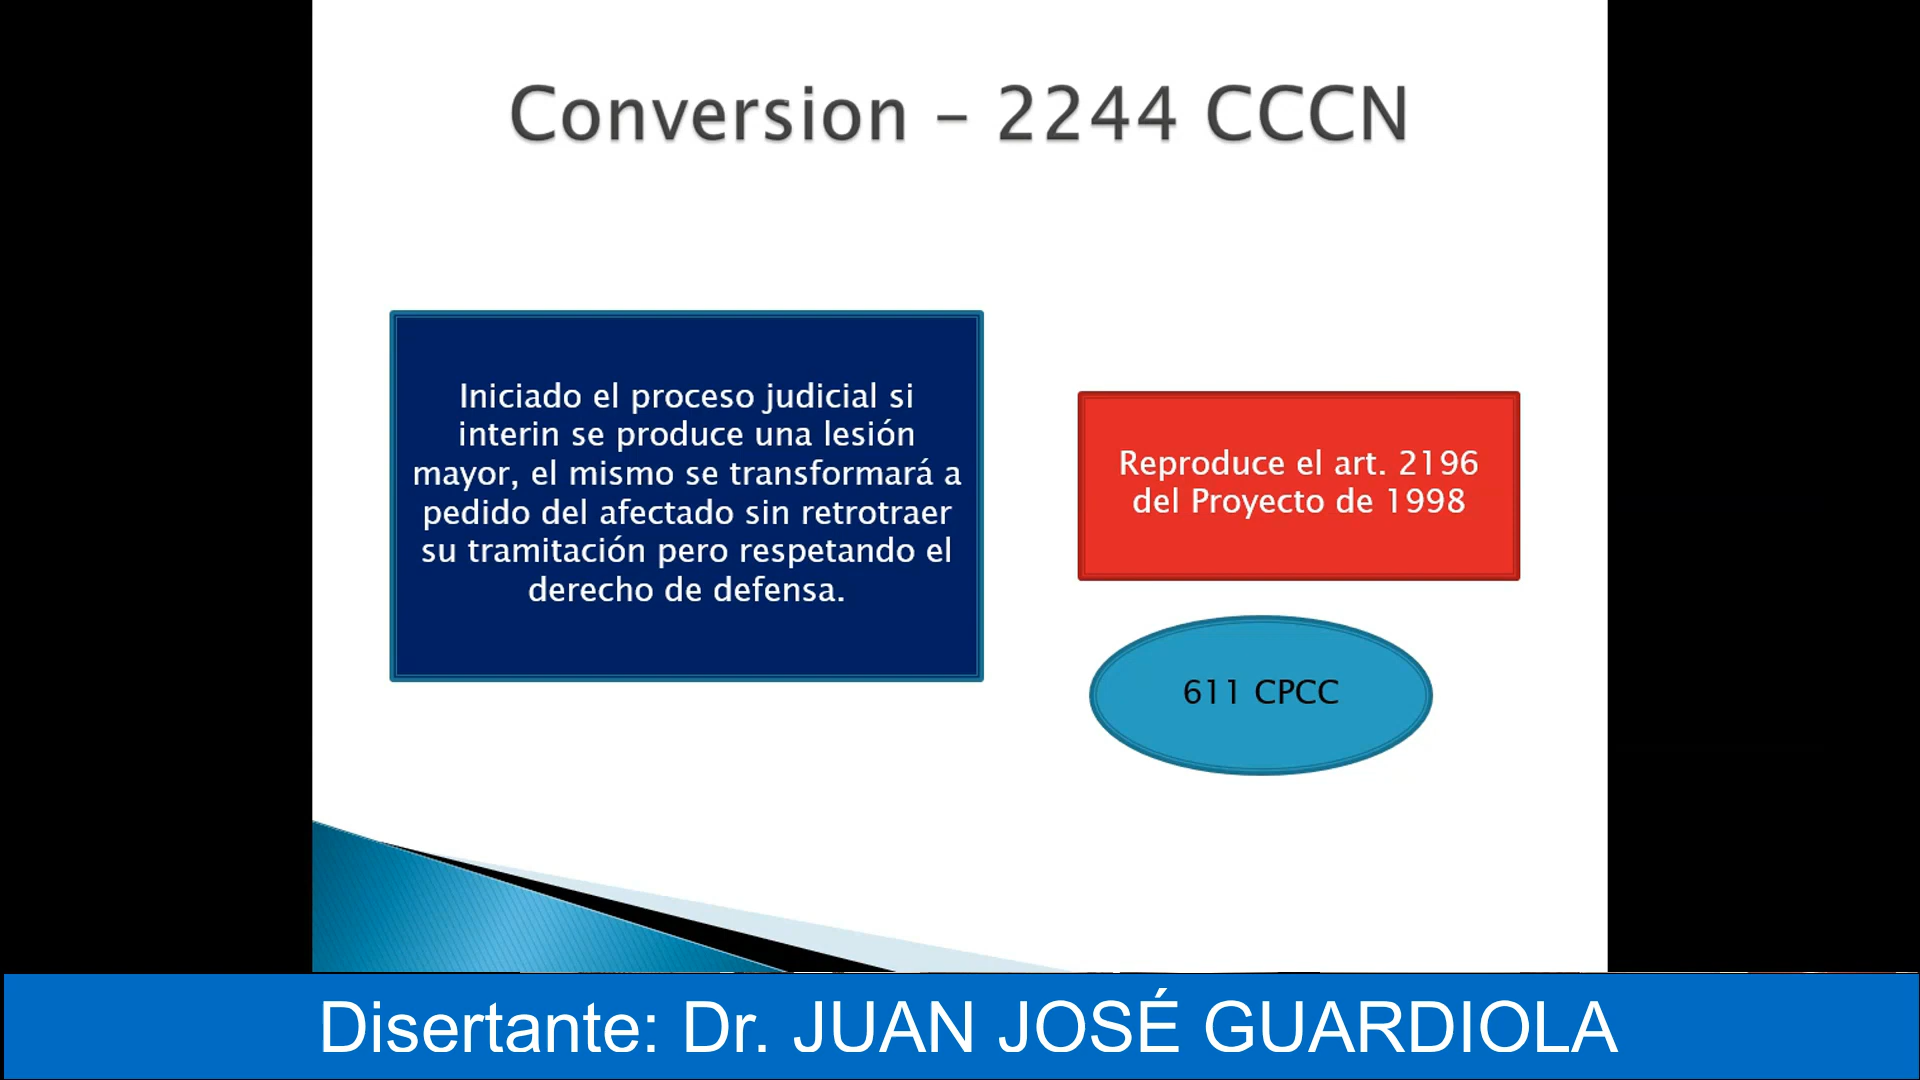 Conversion – 2244 CCCN
Iniciado el proceso judicial si
interin se produce una lesión
mayor, el mismo se transformará a
pedido del afectado sin retrotraer
su tramitación pero respetando el
derecho de defensa.
Reproduce el art. 2196
del Proyecto de 1998
611 CPCC
Disertante: Dr. JUAN JOSÉ GUARDIOLA